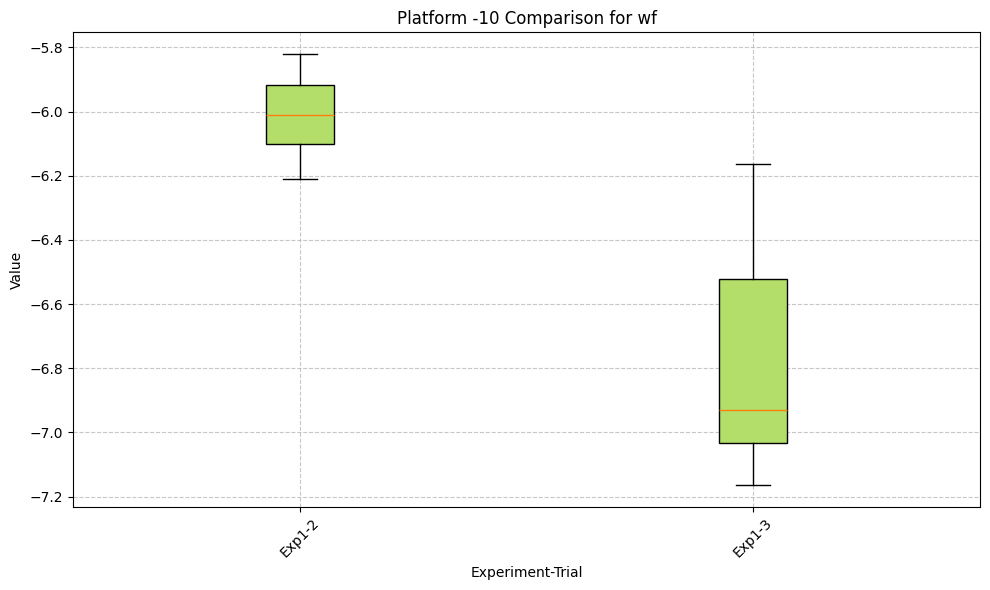 Platform -10 Comparison for wf
−5.8
−6.0
−6.2
−6.4
−6.6
−6.8
−7.0
−7.2
Value
Exp1-2
Exp1-3
Experiment-Trial